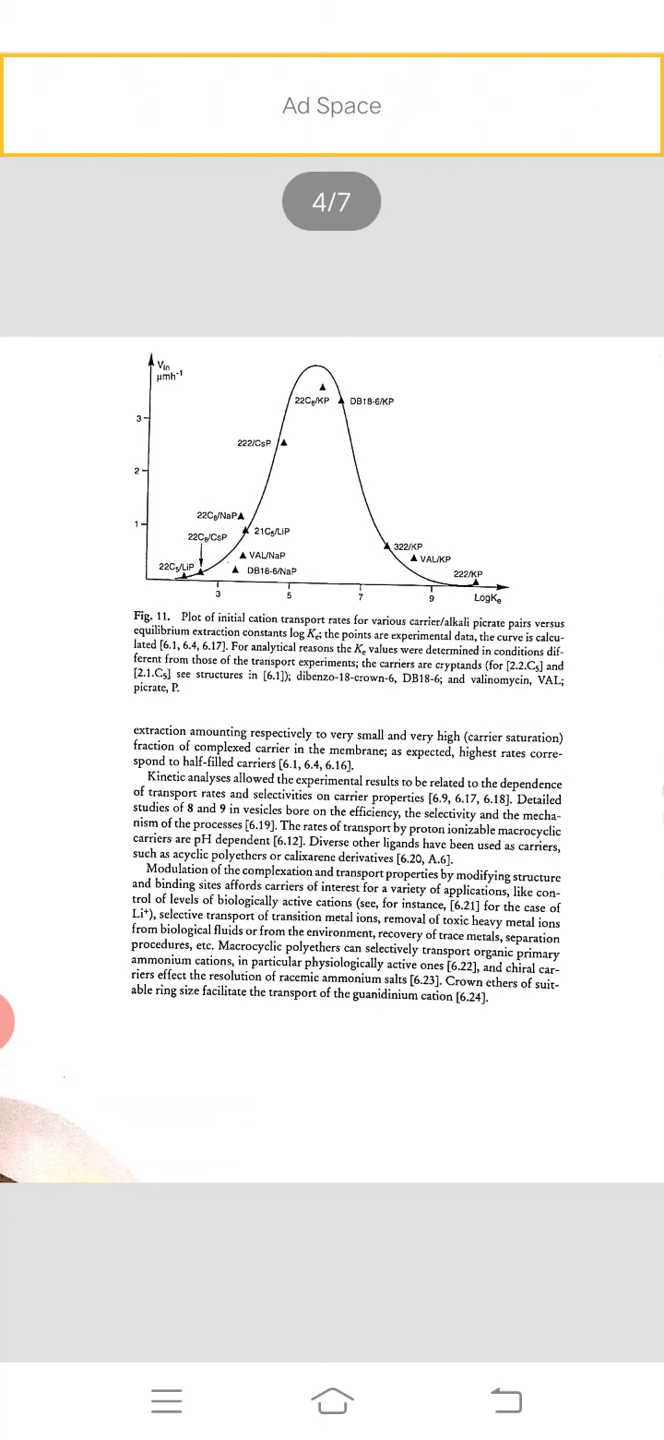 Ad Space
4/7
Vin
μmh-1
22C8/KP
DB18-6/KP
3
222/CsP
2
22C8/NaP
1
21C5/LiP
22C8/CsP
VAL/NaP
322/KP
VAL/KP
22C5/LiP
DB18-6/NaP
222/KP
3 5 7 9 LogKe
Fig. 11. Plot of initial cation transport rates for various carrier/alkali picrate pairs versus
equilibrium extraction constants log Ke; the points are experimental data, the curve is calcu-
lated [6.1, 6.4, 6.17]. For analytical reasons the Ke values were determined in conditions dif-
ferent from those of the transport experiments; the carriers are cryptands (for [2.2.C5] and
[2.1.C5] see structures in [6.1]); dibenzo-18-crown-6, DB18-6; and valinomycin, VAL;
picrate, P.
extraction amounting respectively to very small and very high (carrier saturation)
fraction of complexed carrier in the membrane; as expected, highest rates corre-
spond to half-filled carriers [6.1, 6.4, 6.16].
Kinetic analyses allowed the experimental results to be related to the dependence
of transport rates and selectivities on carrier properties [6.9, 6.17, 6.18]. Detailed
studies of 8 and 9 in vesicles bore on the efficiency, the selectivity and the mecha-
nism of the processes [6.19]. The rates of transport by proton ionizable macrocyclic
carriers are pH dependent [6.12]. Diverse other ligands have been used as carriers,
such as acyclic polyethers or calixarene derivatives [6.20, A.6].
Modulation of the complexation and transport properties by modifying structure
and binding sites affords carriers of interest for a variety of applications, like con-
trol of levels of biologically active cations (see, for instance, [6.21] for the case of
Li+), selective transport of transition metal ions, removal of toxic heavy metal ions
from biological fluids or from the environment, recovery of trace metals, separation
procedures, etc. Macrocyclic polyethers can selectively transport organic primary
ammonium cations, in particular physiologically active ones [6.22], and chiral car-
riers effect the resolution of racemic ammonium salts [6.23]. Crown ethers of suit-
able ring size facilitate the transport of the guanidinium cation [6.24].